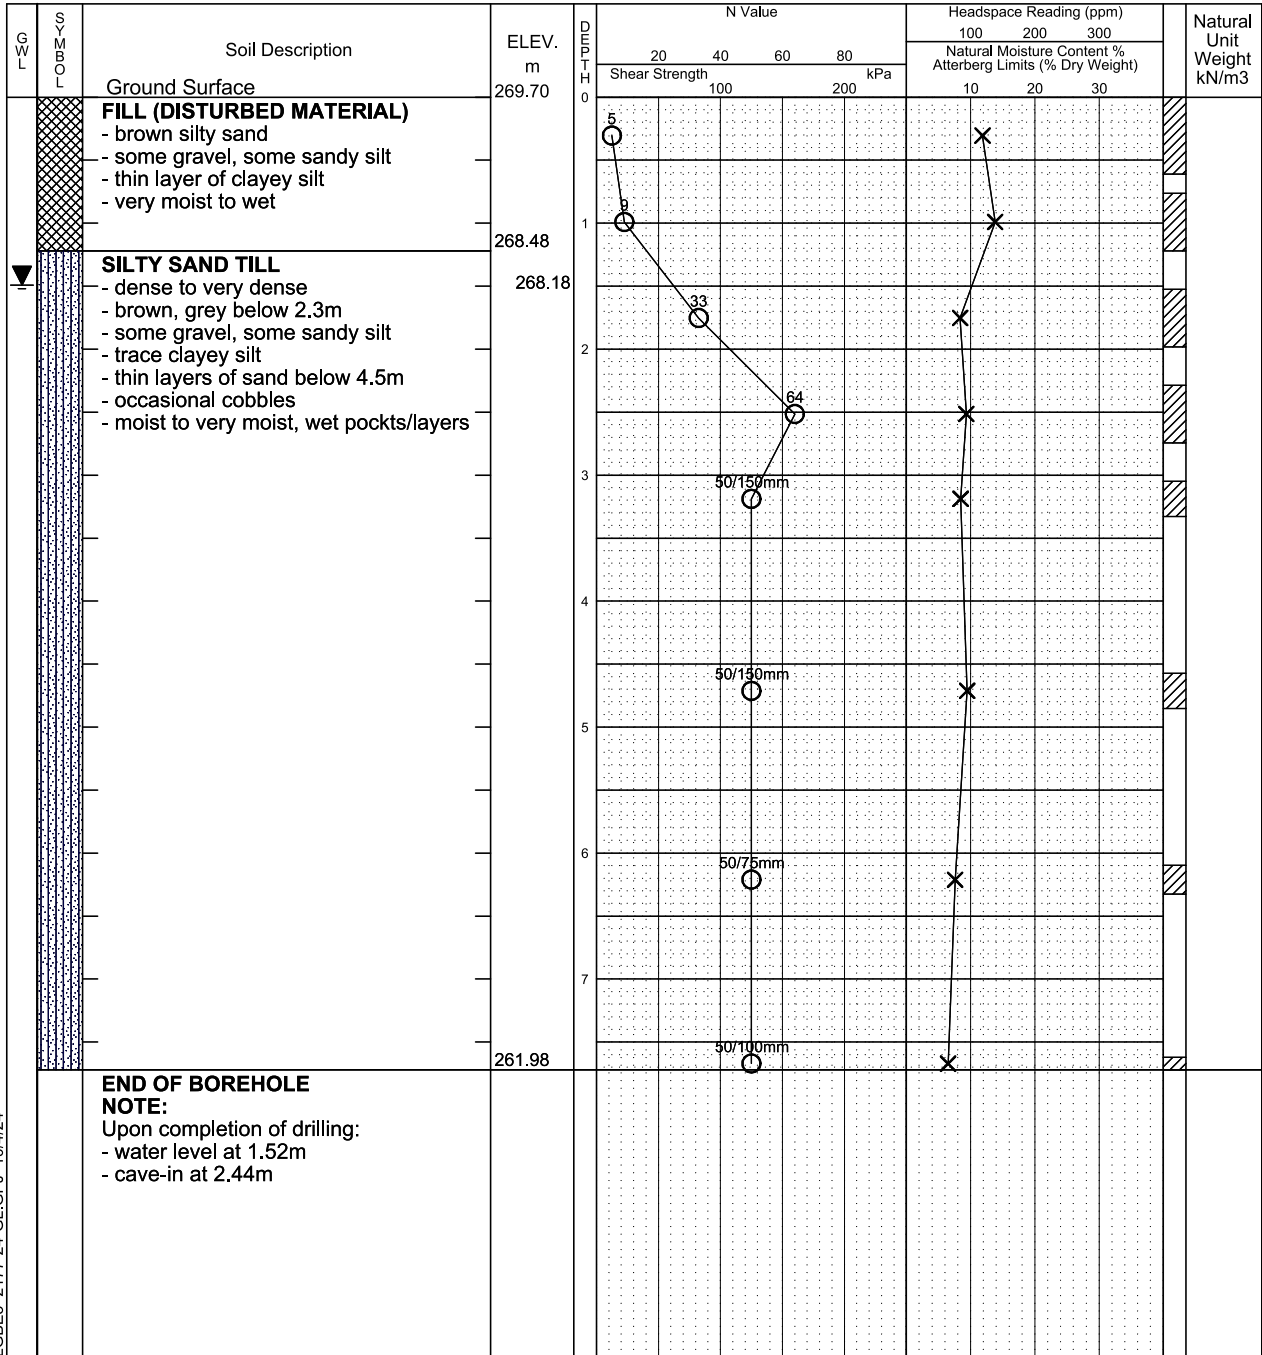 GWL
SYMBOL
Soil Description
Ground Surface
ELEV.
m
269.70
DEPTH
N Value
20 40 60 80
Shear Strength kPa
100 200
Headspace Reading (ppm)
100 200 300
Natural Moisture Content %
Atterberg Limits (% Dry Weight)
10 20 30
Natural
Unit
Weight
kN/m3
0
FILL (DISTURBED MATERIAL)
- brown silty sand
- some gravel, some sandy silt
- thin layer of clayey silt
- very moist to wet
268.48
5
9
1
SILTY SAND TILL
- dense to very dense
- brown, grey below 2.3m
- some gravel, some sandy silt
- trace clayey silt
- thin layers of sand below 4.5m
- occasional cobbles
- moist to very moist, wet pockts/layers
268.18
33
2
64
3
50/150mm
4
50/150mm
5
6
50/75mm
7
50/100mm
261.98
END OF BOREHOLE
NOTE:
Upon completion of drilling:
- water level at 1.52m
- cave-in at 2.44m